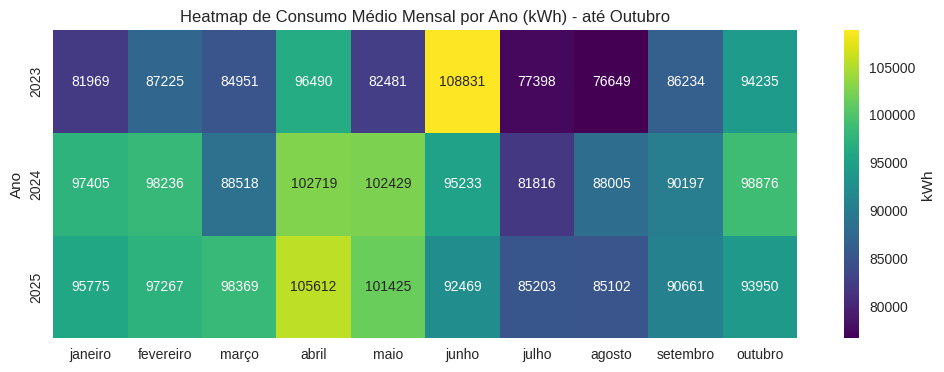 Heatmap de Consumo Médio Mensal por Ano (kWh) - até Outubro
2023 81969 87225 84951 96490 82481 108831 77398 76649 86234 94235
2024 97405 98236 88518 102719 102429 95233 81816 88005 90197 98876
2025 95775 97267 98369 105612 101425 92469 85203 85102 90661 93950
janeiro fevereiro março abril maio junho julho agosto setembro outubro
Ano
105000
100000
95000
90000
85000
80000
kWh